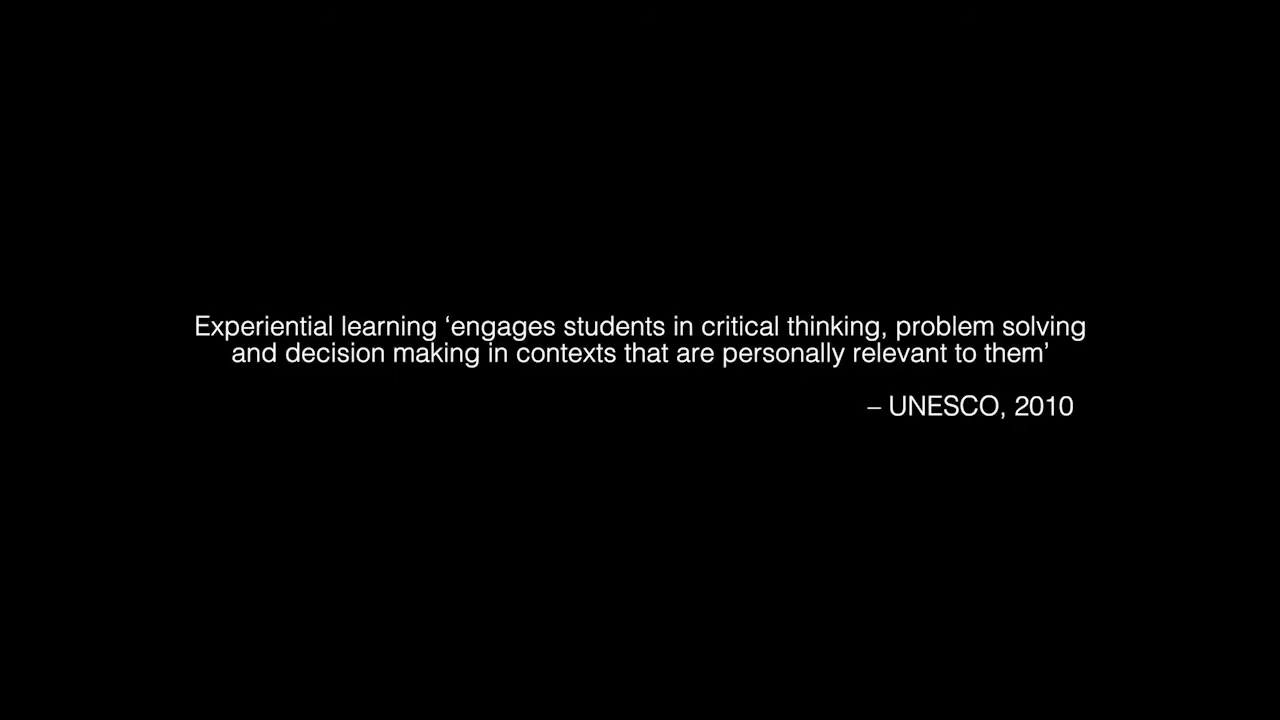 Experiential learning ‘engages students in critical thinking, problem solving
and decision making in contexts that are personally relevant to them’
– UNESCO, 2010